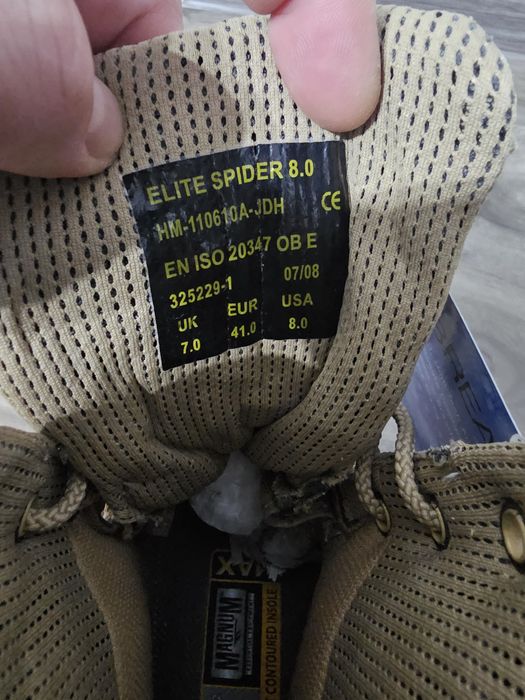 ELITE SPIDER 8.0
HM-110610A-JDH CE
EN ISO 20347 OB E
325229-1 07/08
UK EUR USA
7.0 41.0 8.0
MAX
MAGNUM
CONTOURED INSOLE